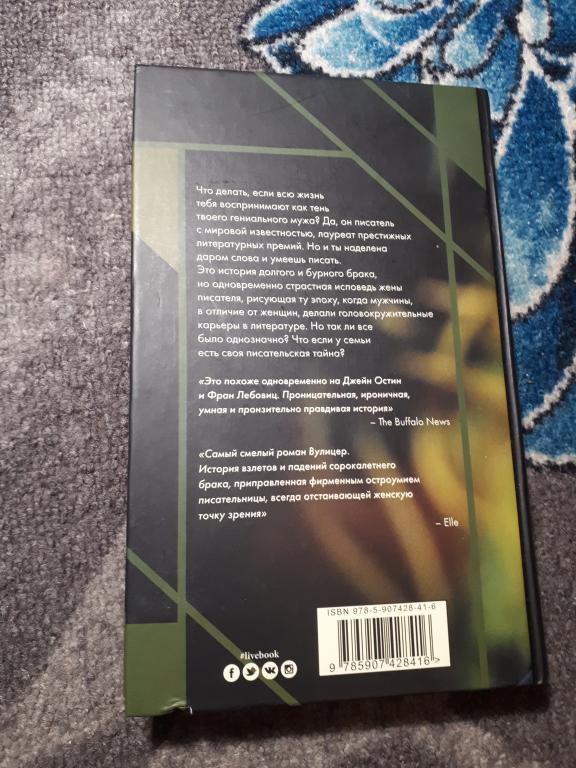 Что делать, если всю жизнь
тебя воспринимают как тень
твоего гениального мужа? Да, он писатель
с мировой известностью, лауреат престижных
литературных премий. Но и ты наделена
даром слова и умеешь писать.
Это история долгого и бурного брака,
но одновременно страстная исповедь жены
писателя, рисующая ту эпоху, когда мужчины,
в отличие от женщин, делали головокружительные
карьеры в литературе. Но так ли все
было однозначно? Что если у семьи
есть своя писательская тайна?
«Это похоже одновременно на Джейн Остин
и Фран Лебовиц. Проницательная, ироничная,
умная и пронзительно правдивая история»
– The Buffalo News
«Самый смелый роман Вулицер.
История взлетов и падений сорокалетнего
брака, приправленная фирменным остроумием
писательницы, всегда отстаивающей женскую
точку зрения»
– Elle
ISBN 978-5-907428-41-6
9 785907 428416 >
#livebook